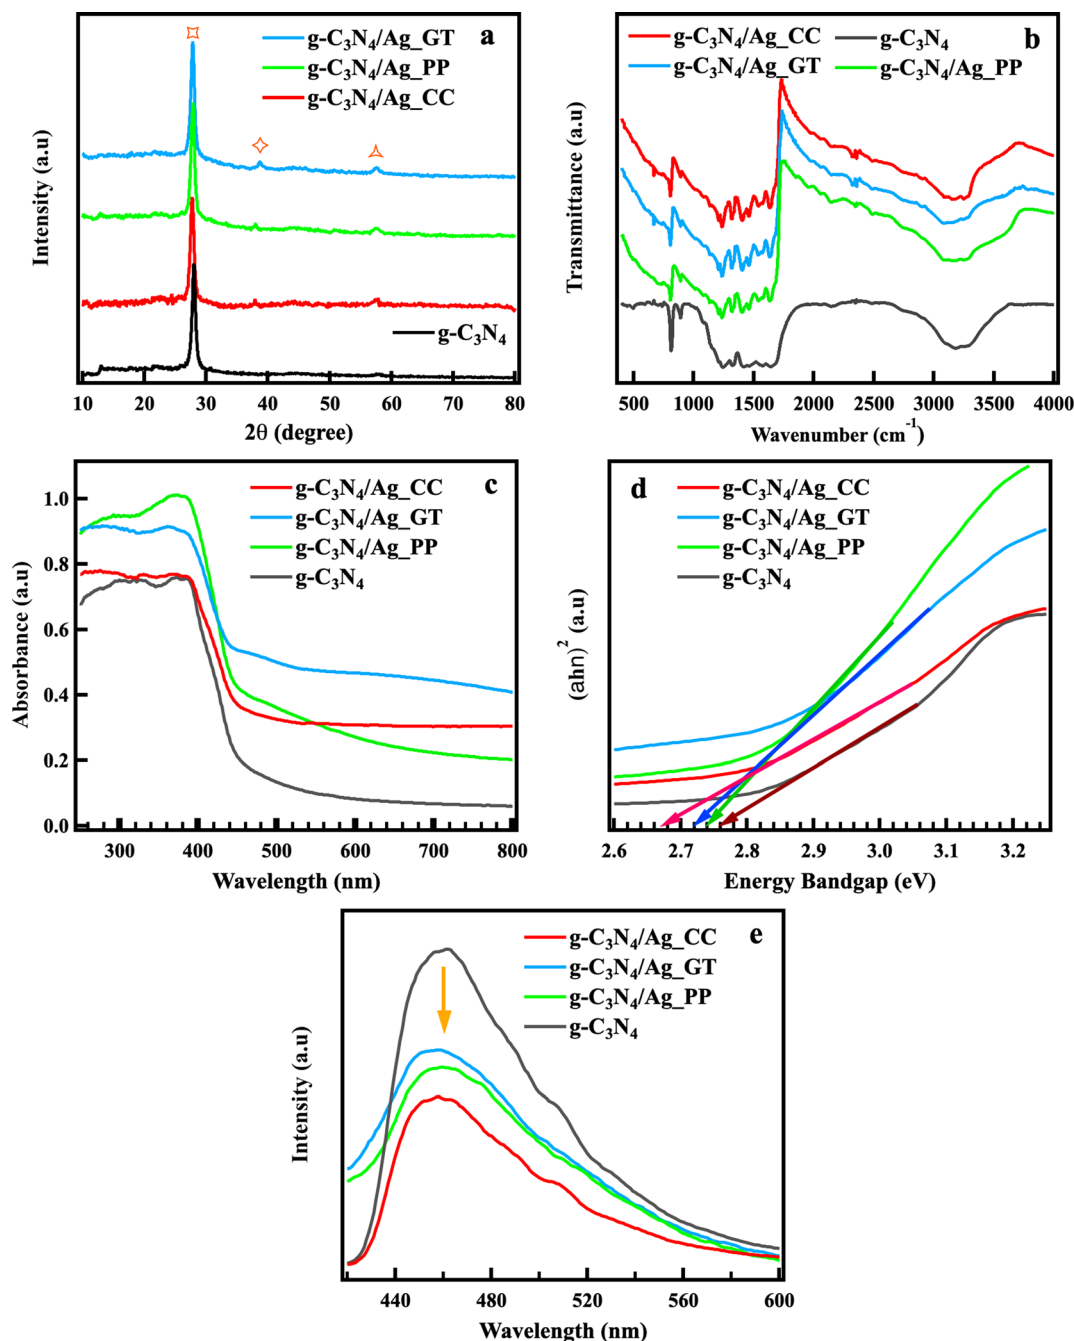 a
g-C₃N₄/Ag_GT
g-C₃N₄/Ag_PP
g-C₃N₄/Ag_CC
g-C₃N₄
Intensity (a.u)
10 20 30 40 50 60 70 80
2θ (degree)
b
g-C₃N₄/Ag_CC
g-C₃N₄
g-C₃N₄/Ag_GT
g-C₃N₄/Ag_PP
Transmittance (a.u)
500 1000 1500 2000 2500 3000 3500 4000
Wavenumber (cm⁻¹)
c
g-C₃N₄/Ag_CC
g-C₃N₄/Ag_GT
g-C₃N₄/Ag_PP
g-C₃N₄
Absorbance (a.u)
1.0
0.8
0.6
0.4
0.2
0.0
300 400 500 600 700 800
Wavelength (nm)
d
g-C₃N₄/Ag_CC
g-C₃N₄/Ag_GT
g-C₃N₄/Ag_PP
g-C₃N₄
(ahn)² (a.u)
2.6 2.7 2.8 2.9 3.0 3.1 3.2
Energy Bandgap (eV)
e
g-C₃N₄/Ag_CC
g-C₃N₄/Ag_GT
g-C₃N₄/Ag_PP
g-C₃N₄
Intensity (a.u)
440 480 520 560 600
Wavelength (nm)